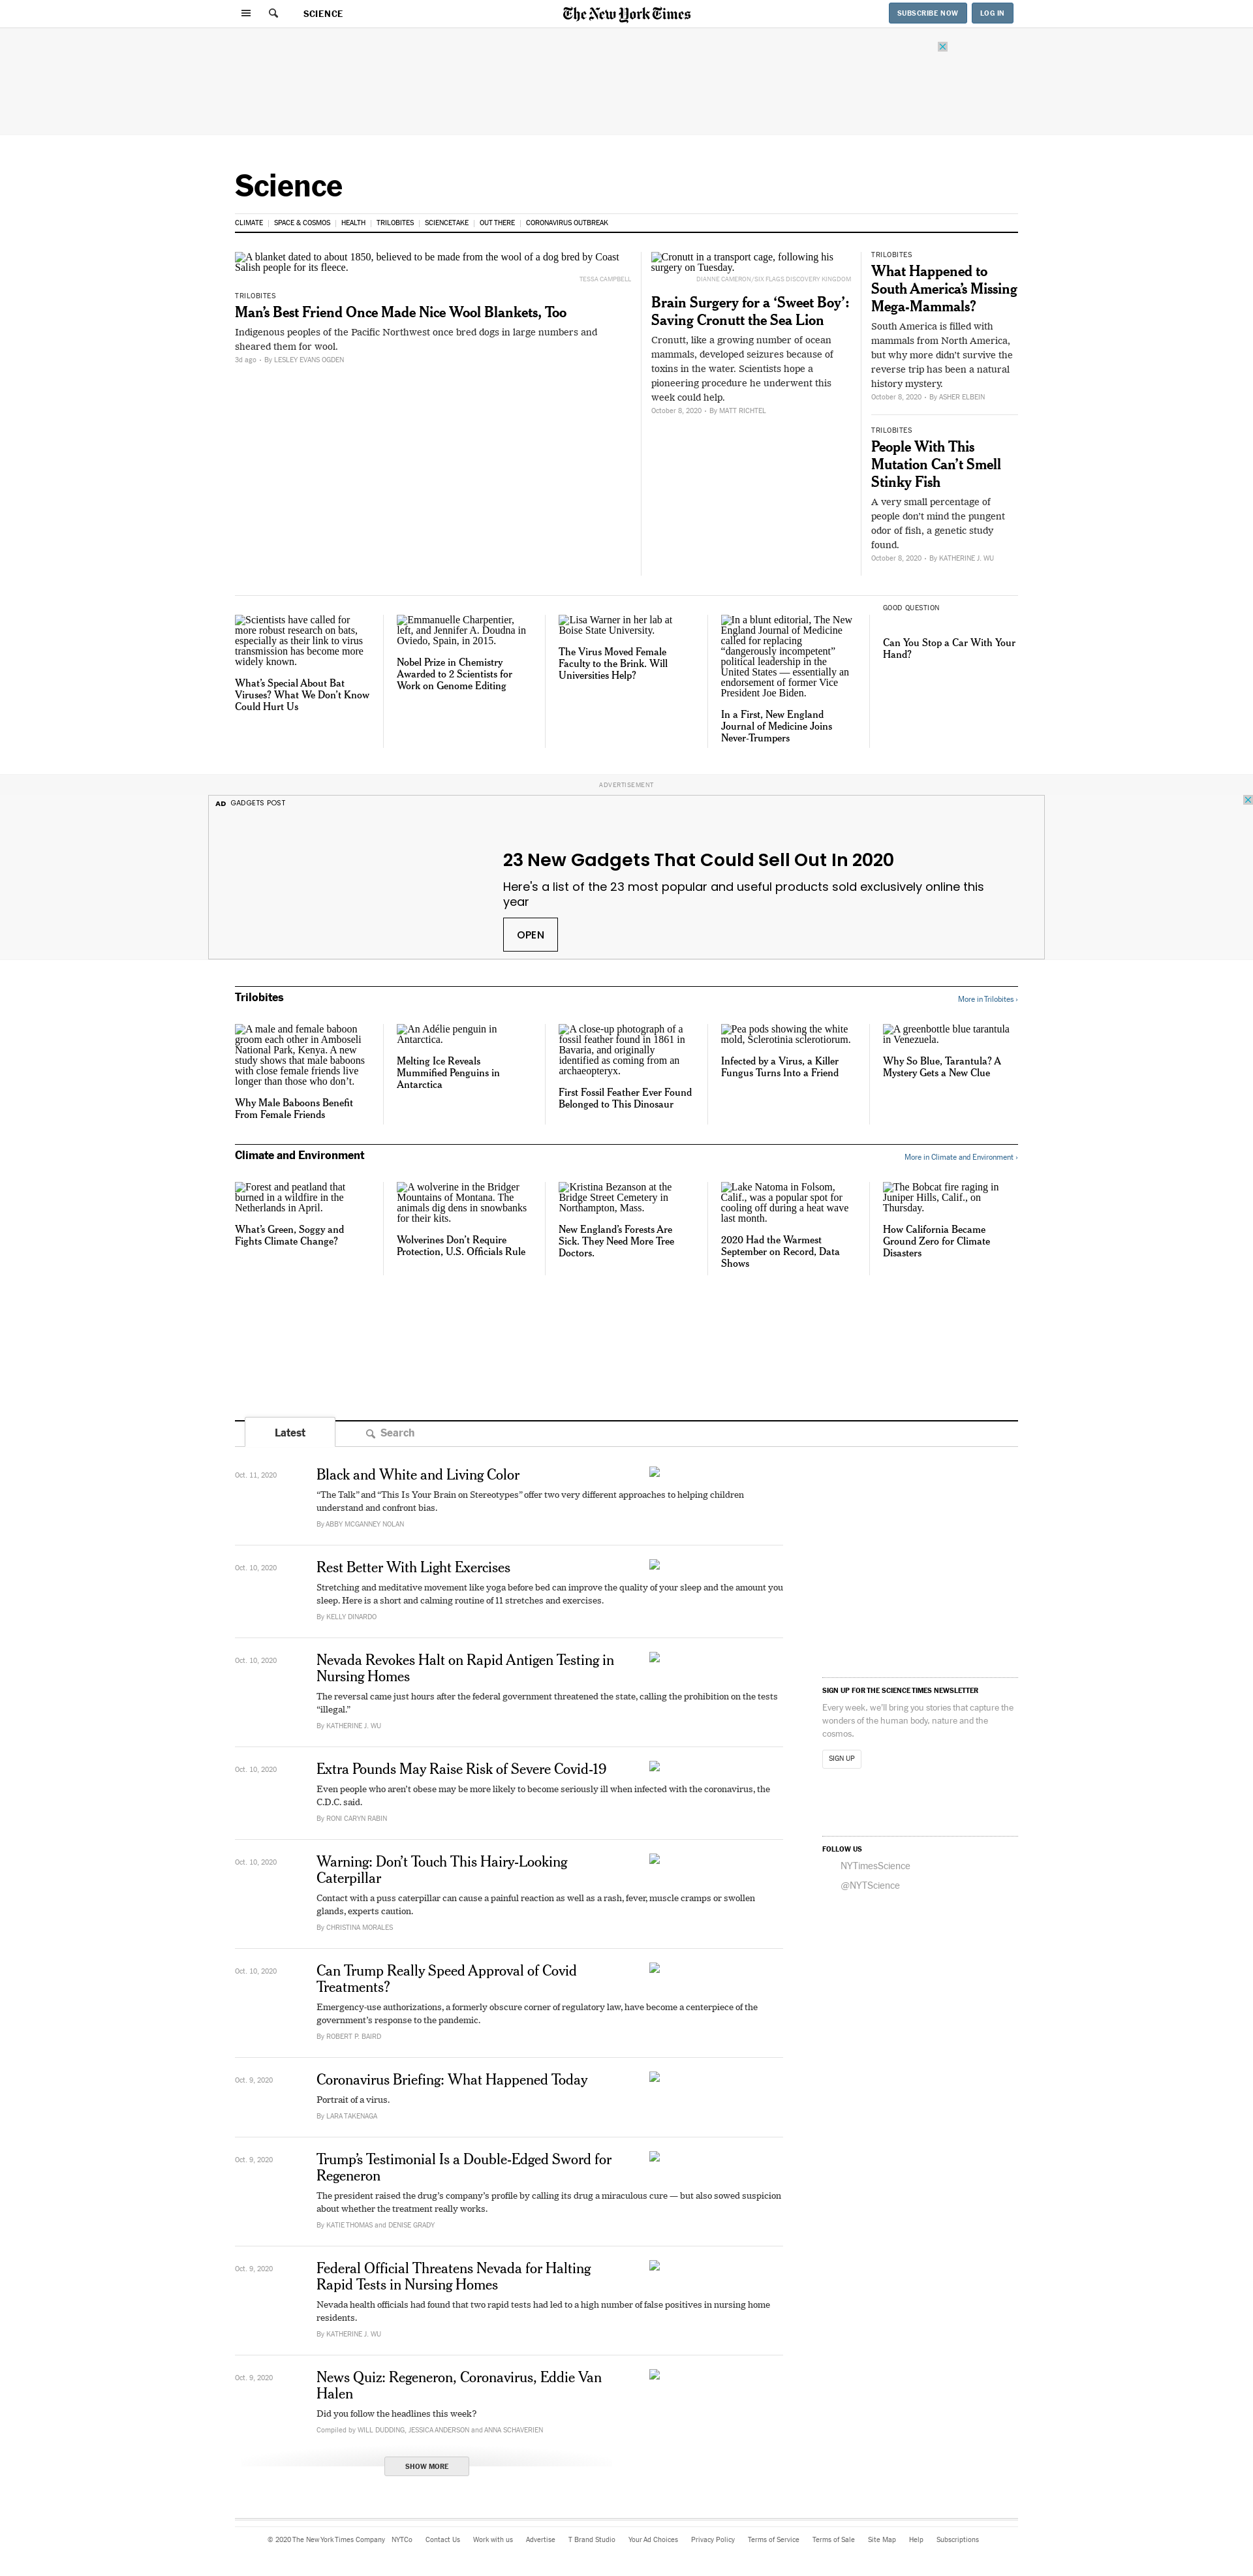 SCIENCE
The New York Times
SUBSCRIBE NOW
LOG IN
Science
CLIMATE
SPACE & COSMOS
HEALTH
TRILOBITES
SCIENCETAKE
OUT THERE
CORONAVIRUS OUTBREAK
A blanket dated to about 1850, believed to be made from the wool of a dog bred by Coast
Salish people for its fleece.
TESSA CAMPBELL
TRILOBITES
Man’s Best Friend Once Made Nice Wool Blankets, Too
Indigenous peoples of the Pacific Northwest once bred dogs in large numbers and
sheared them for wool.
3d ago - By LESLEY EVANS OGDEN
Cronutt in a transport cage, following his
surgery on Tuesday.
DIANNE CAMERON/SIX FLAGS DISCOVERY KINGDOM
Brain Surgery for a ‘Sweet Boy’:
Saving Cronutt the Sea Lion
Cronutt, like a growing number of ocean
mammals, developed seizures because of
toxins in the water. Scientists hope a
pioneering procedure he underwent this
week could help.
October 8, 2020 - By MATT RICHTEL
TRILOBITES
What Happened to
South America’s Missing
Mega-Mammals?
South America is filled with
mammals from North America,
but why more didn’t survive the
reverse trip has been a natural
history mystery.
October 8, 2020 - By ASHER ELBEIN
TRILOBITES
People With This
Mutation Can’t Smell
Stinky Fish
A very small percentage of
people don’t mind the pungent
odor of fish, a genetic study
found.
October 8, 2020 - By KATHERINE J. WU
Scientists have called for
more robust research on bats,
especially as their link to virus
transmission has become more
widely known.
What’s Special About Bat
Viruses? What We Don’t Know
Could Hurt Us
Emmanuelle Charpentier,
left, and Jennifer A. Doudna in
Oviedo, Spain, in 2015.
Nobel Prize in Chemistry
Awarded to 2 Scientists for
Work on Genome Editing
Lisa Warner in her lab at
Boise State University.
The Virus Moved Female
Faculty to the Brink. Will
Universities Help?
In a blunt editorial, The New
England Journal of Medicine
called for replacing
“dangerously incompetent”
political leadership in the
United States — essentially an
endorsement of former Vice
President Joe Biden.
In a First, New England
Journal of Medicine Joins
Never-Trumpers
GOOD QUESTION
Can You Stop a Car With Your
Hand?
ADVERTISEMENT
AD GADGETS POST
23 New Gadgets That Could Sell Out In 2020
Here's a list of the 23 most popular and useful products sold exclusively online this
year
OPEN
Trilobites
More in Trilobites ›
A male and female baboon
groom each other in Amboseli
National Park, Kenya. A new
study shows that male baboons
with close female friends live
longer than those who don’t.
Why Male Baboons Benefit
From Female Friends
An Adélie penguin in
Antarctica.
Melting Ice Reveals
Mummified Penguins in
Antarctica
A close-up photograph of a
fossil feather found in 1861 in
Bavaria, and originally
identified as coming from an
archaeopteryx.
First Fossil Feather Ever Found
Belonged to This Dinosaur
Pea pods showing the white
mold, Sclerotinia sclerotiorum.
Infected by a Virus, a Killer
Fungus Turns Into a Friend
A greenbottle blue tarantula
in Venezuela.
Why So Blue, Tarantula? A
Mystery Gets a New Clue
Climate and Environment
More in Climate and Environment ›
Forest and peatland that
burned in a wildfire in the
Netherlands in April.
What’s Green, Soggy and
Fights Climate Change?
A wolverine in the Bridger
Mountains of Montana. The
animals dig dens in snowbanks
for their kits.
Wolverines Don’t Require
Protection, U.S. Officials Rule
Kristina Bezanson at the
Bridge Street Cemetery in
Northampton, Mass.
New England’s Forests Are
Sick. They Need More Tree
Doctors.
Lake Natoma in Folsom,
Calif., was a popular spot for
cooling off during a heat wave
last month.
2020 Had the Warmest
September on Record, Data
Shows
The Bobcat fire raging in
Juniper Hills, Calif., on
Thursday.
How California Became
Ground Zero for Climate
Disasters
Latest
Search
Oct. 11, 2020
Black and White and Living Color
“The Talk” and “This Is Your Brain on Stereotypes” offer two very different approaches to helping children
understand and confront bias.
By ABBY MCGANNEY NOLAN
Oct. 10, 2020
Rest Better With Light Exercises
Stretching and meditative movement like yoga before bed can improve the quality of your sleep and the amount you
sleep. Here is a short and calming routine of 11 stretches and exercises.
By KELLY DINARDO
Oct. 10, 2020
Nevada Revokes Halt on Rapid Antigen Testing in
Nursing Homes
The reversal came just hours after the federal government threatened the state, calling the prohibition on the tests
“illegal.”
By KATHERINE J. WU
Oct. 10, 2020
Extra Pounds May Raise Risk of Severe Covid-19
Even people who aren’t obese may be more likely to become seriously ill when infected with the coronavirus, the
C.D.C. said.
By RONI CARYN RABIN
Oct. 10, 2020
Warning: Don’t Touch This Hairy-Looking
Caterpillar
Contact with a puss caterpillar can cause a painful reaction as well as a rash, fever, muscle cramps or swollen
glands, experts caution.
By CHRISTINA MORALES
Oct. 10, 2020
Can Trump Really Speed Approval of Covid
Treatments?
Emergency-use authorizations, a formerly obscure corner of regulatory law, have become a centerpiece of the
government’s response to the pandemic.
By ROBERT P. BAIRD
Oct. 9, 2020
Coronavirus Briefing: What Happened Today
Portrait of a virus.
By LARA TAKENAGA
Oct. 9, 2020
Trump’s Testimonial Is a Double-Edged Sword for
Regeneron
The president raised the drug’s company’s profile by calling its drug a miraculous cure — but also sowed suspicion
about whether the treatment really works.
By KATIE THOMAS and DENISE GRADY
Oct. 9, 2020
Federal Official Threatens Nevada for Halting
Rapid Tests in Nursing Homes
Nevada health officials had found that two rapid tests had led to a high number of false positives in nursing home
residents.
By KATHERINE J. WU
Oct. 9, 2020
News Quiz: Regeneron, Coronavirus, Eddie Van
Halen
Did you follow the headlines this week?
Compiled by WILL DUDDING, JESSICA ANDERSON and ANNA SCHAVERIEN
SHOW MORE
SIGN UP FOR THE SCIENCE TIMES NEWSLETTER
Every week, we’ll bring you stories that capture the
wonders of the human body, nature and the
cosmos.
SIGN UP
FOLLOW US
NYTimesScience
@NYTScience
© 2020 The New York Times Company
NYTCo
Contact Us
Work with us
Advertise
T Brand Studio
Your Ad Choices
Privacy Policy
Terms of Service
Terms of Sale
Site Map
Help
Subscriptions